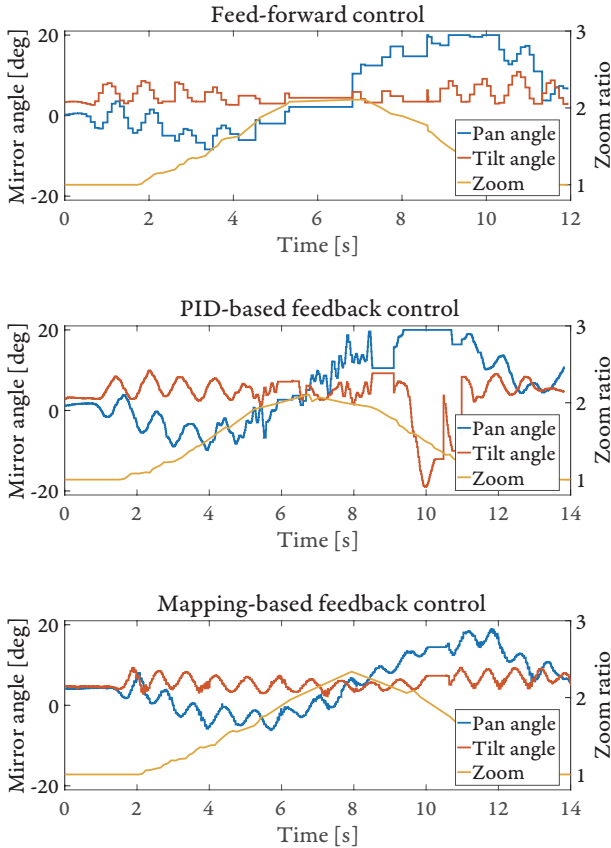 Feed-forward control
20
0
-20
Mirror angle [deg]
3
2
1
Zoom ratio
Pan angle
Tilt angle
Zoom
0 2 4 6 8 10 12
Time [s]
PID-based feedback control
20
0
-20
Mirror angle [deg]
3
2
1
Zoom ratio
Pan angle
Tilt angle
Zoom
0 2 4 6 8 10 12 14
Time [s]
Mapping-based feedback control
20
0
-20
Mirror angle [deg]
3
2
1
Zoom ratio
Pan angle
Tilt angle
Zoom
0 2 4 6 8 10 12 14
Time [s]